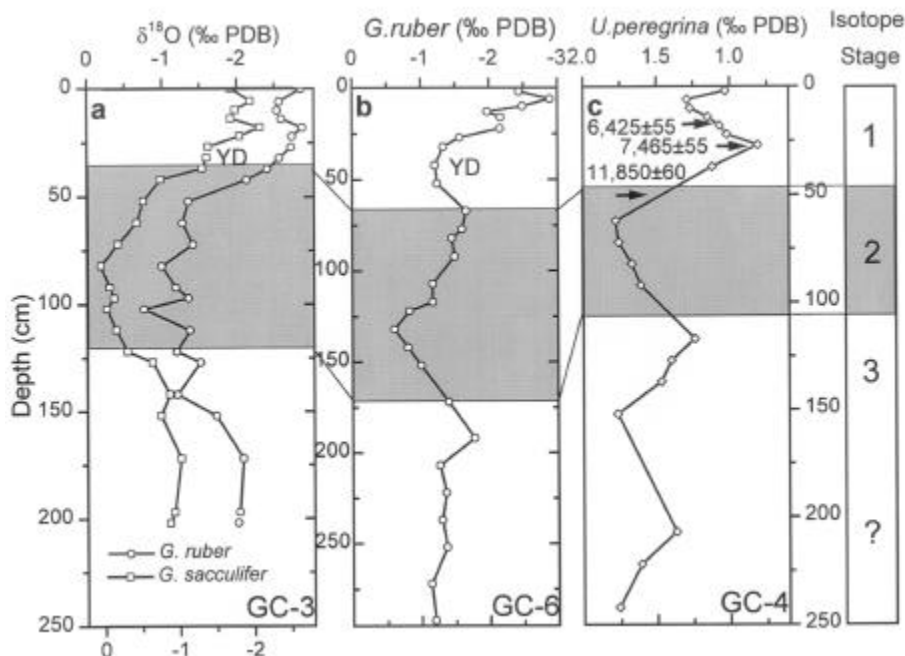 δ18O (‰ PDB) G.ruber (‰ PDB) U.peregrina (‰ PDB) Isotope
Stage
0 -1 -2 0 -1 -2 -3 2.0 1.5 1.0
a b c
0 50 100 150 200 250
Depth (cm)
YD
G. ruber
G. sacculifer
GC-3
0 -1 -2
0 50 100 150 200 250
YD
GC-6
6,425±55
7,465±55
11,850±60
GC-4
0 50 100 150 200 250
1
2
3
?